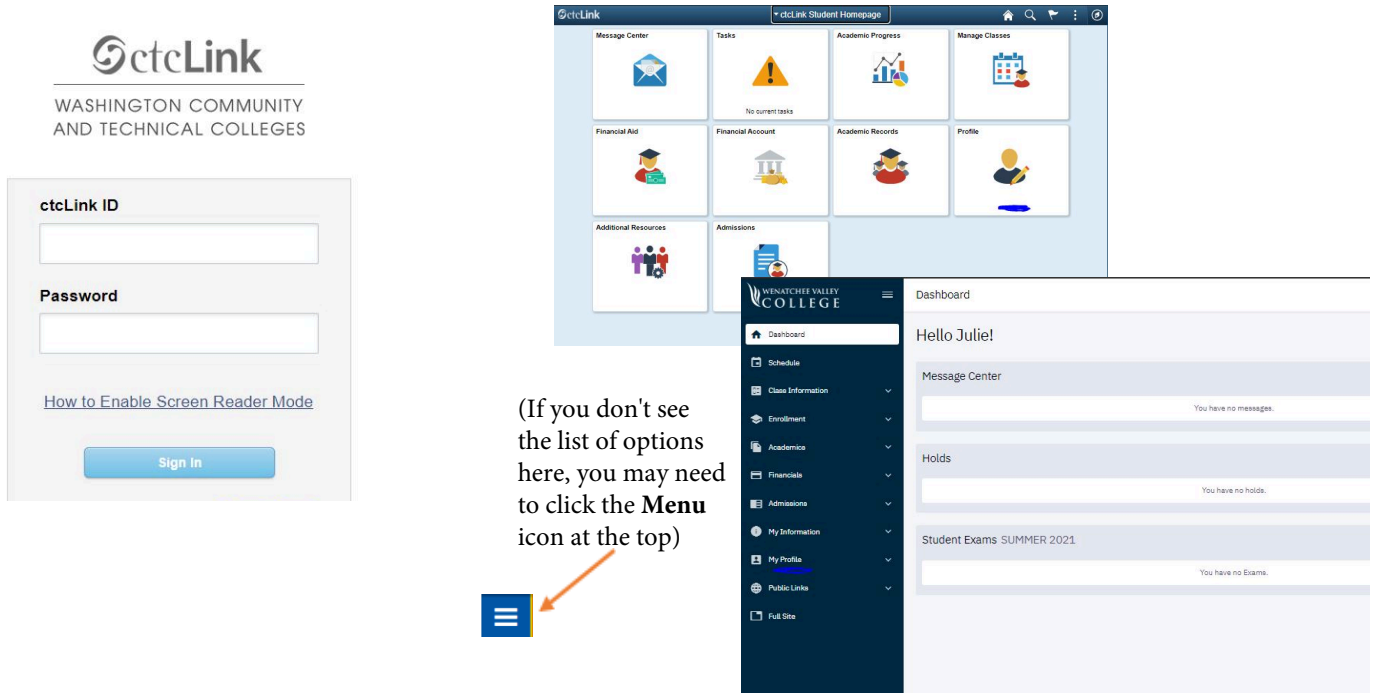 ctcLink
WASHINGTON COMMUNITY
AND TECHNICAL COLLEGES
ctcLink ID
Password
How to Enable Screen Reader Mode
Sign In
ctcLink
ctcLink Student Homepage
Message Center
Tasks
Academic Progress
Manage Classes
No current tasks
Financial Aid
Financial Account
Academic Records
Profile
Additional Resources
Admissions
(If you don't see
the list of options
here, you may need
to click the Menu
icon at the top)
WENATCHEE VALLEY
COLLEGE
Dashboard
Schedule
Class Information
Enrollment
Academics
Financials
Admissions
My Information
My Profile
Public Links
Full Site
Dashboard
Hello Julie!
Message Center
You have no messages.
Holds
You have no holds.
Student Exams SUMMER 2021
You have no Exams.